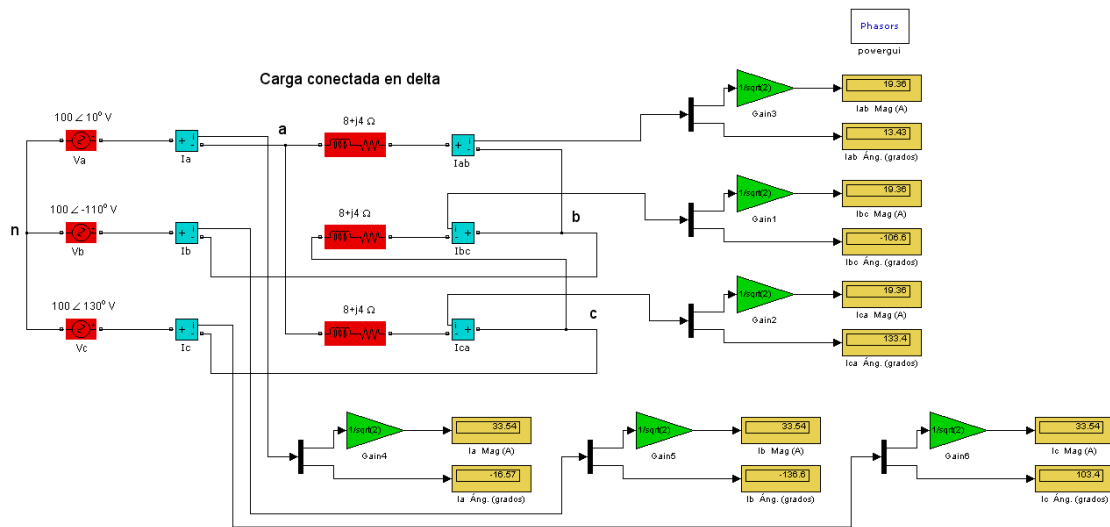 Phasors
powergui
Carga conectada en delta
1/sqrt(2)
Gain3
19.36
Iab Mag (A)
13.43
Iab Áng. (grados)
100∠10º V
+
Va
+ i -
Ia
a
8+j4 Ω
+ i -
Iab
1/sqrt(2)
Gain1
19.36
Ibc Mag (A)
-106.6
Ibc Áng. (grados)
n
100∠-110º V
+
Vb
+ i -
Ib
8+j4 Ω
i - +
Ibc
b
1/sqrt(2)
Gain2
19.36
Ica Mag (A)
133.4
Ica Áng. (grados)
100∠130º V
+
Vc
+ i -
Ic
8+j4 Ω
i - +
Ica
c
1/sqrt(2)
Gain4
33.54
Ia Mag (A)
-16.57
Ia Áng. (grados)
1/sqrt(2)
Gain5
33.54
Ib Mag (A)
-136.6
Ib Áng. (grados)
1/sqrt(2)
Gain6
33.54
Ic Mag (A)
103.4
Ic Áng. (grados)